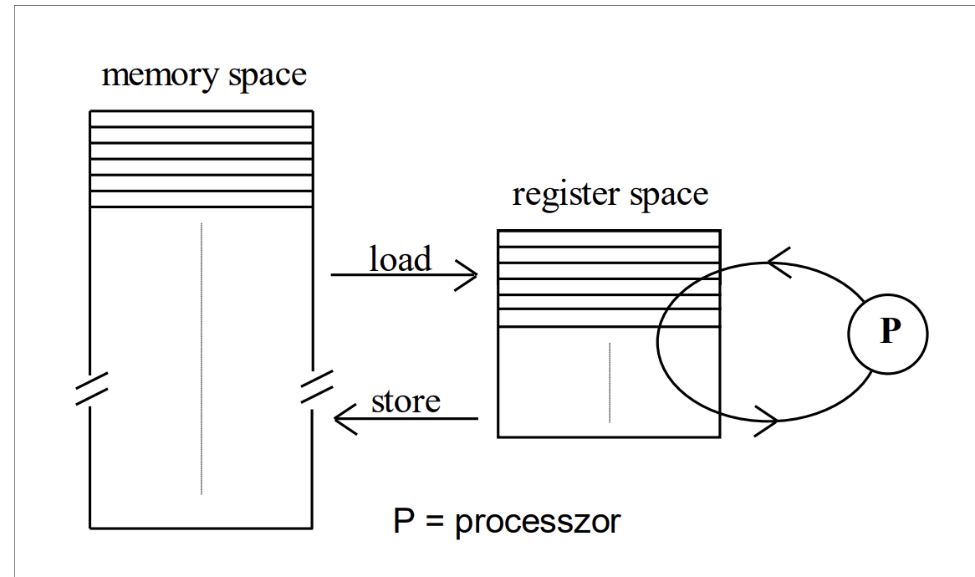 memory space
register space
load
P
store
P = processzor